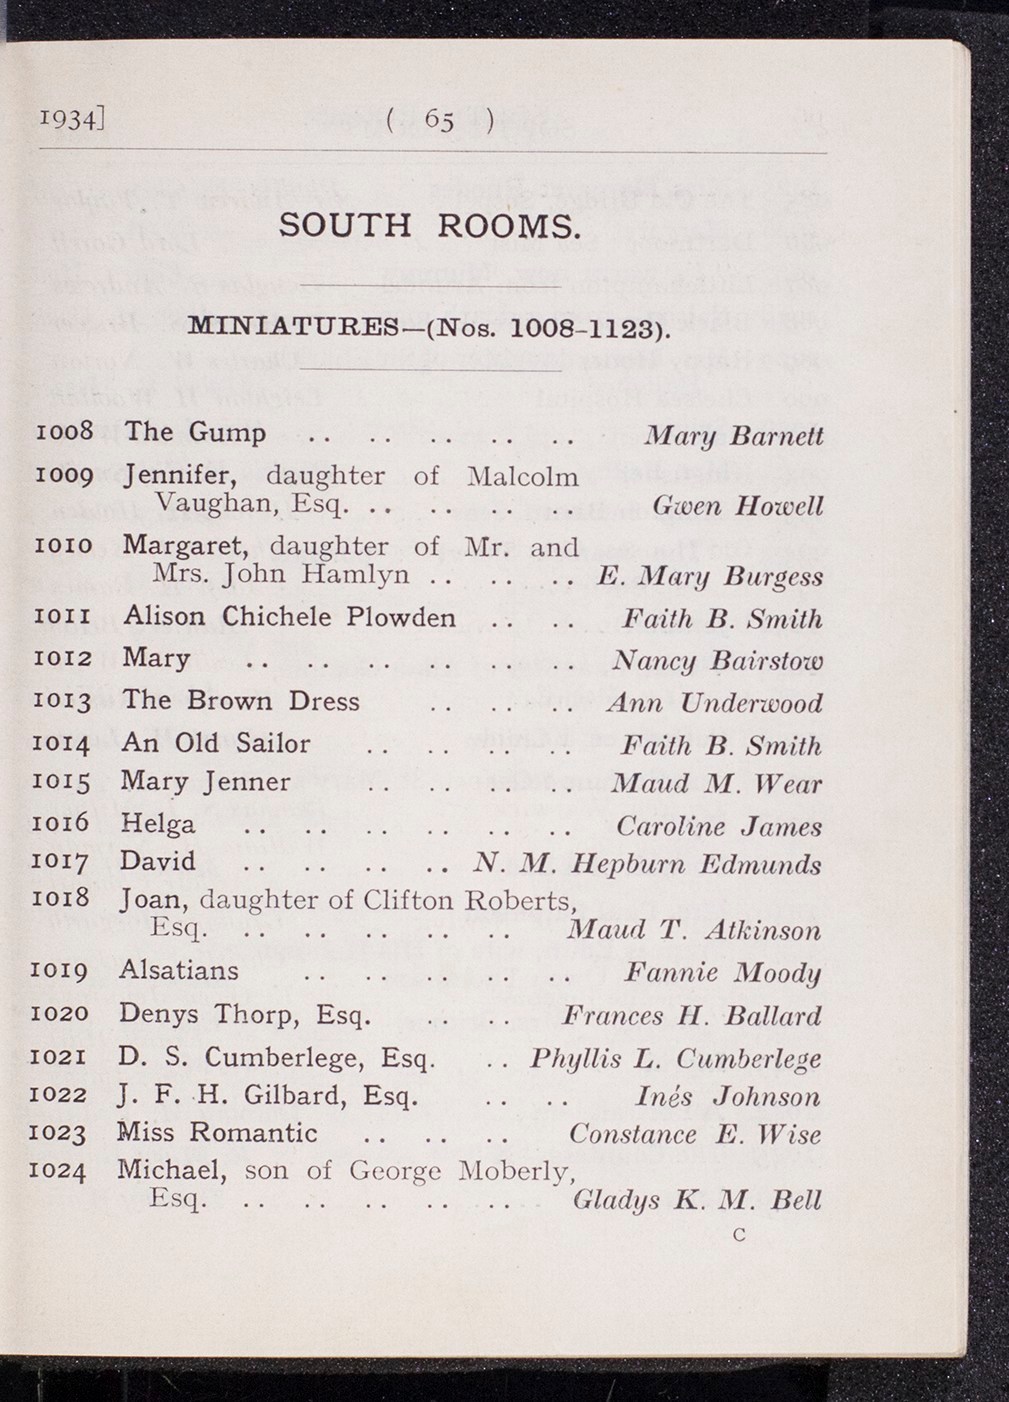 1934] ( 65 )
SOUTH ROOMS.
MINIATURES—(Nos. 1008-1123).
1008 The Gump .. .. .. .. .. Mary Barnett
1009 Jennifer, daughter of Malcolm
Vaughan, Esq. .. .. .. Gwen Howell
1010 Margaret, daughter of Mr. and
Mrs. John Hamlyn .. .. .. E. Mary Burgess
1011 Alison Chichele Plowden .. .. Faith B. Smith
1012 Mary .. .. .. .. .. .. Nancy Bairstow
1013 The Brown Dress .. .. .. Ann Underwood
1014 An Old Sailor .. .. .. .. Faith B. Smith
1015 Mary Jenner .. .. .. .. Maud M. Wear
1016 Helga .. .. .. .. .. .. Caroline James
1017 David .. .. .. .. N. M. Hepburn Edmunds
1018 Joan, daughter of Clifton Roberts,
Esq. .. .. .. .. .. Maud T. Atkinson
1019 Alsatians .. .. .. .. .. Fannie Moody
1020 Denys Thorp, Esq. .. .. Frances H. Ballard
1021 D. S. Cumberlege, Esq. .. Phyllis L. Cumberlege
1022 J. F. H. Gilbard, Esq. .. .. Inés Johnson
1023 Miss Romantic .. .. .. Constance E. Wise
1024 Michael, son of George Moberly,
Esq. .. .. .. .. .. Gladys K. M. Bell
C